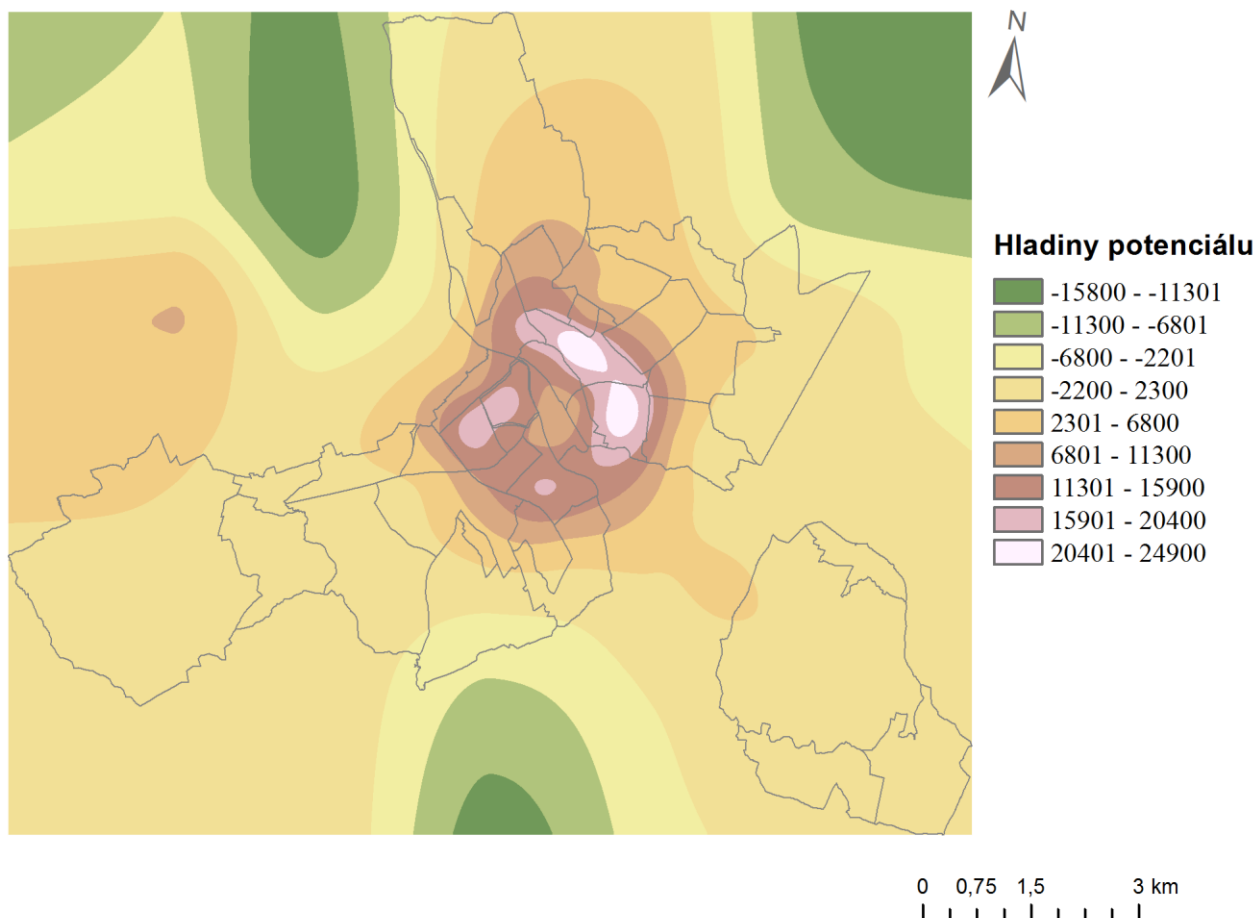 N
Hladiny potenciálu
-15800 - -11301
-11300 - -6801
-6800 - -2201
-2200 - 2300
2301 - 6800
6801 - 11300
11301 - 15900
15901 - 20400
20401 - 24900
0 0,75 1,5 3 km